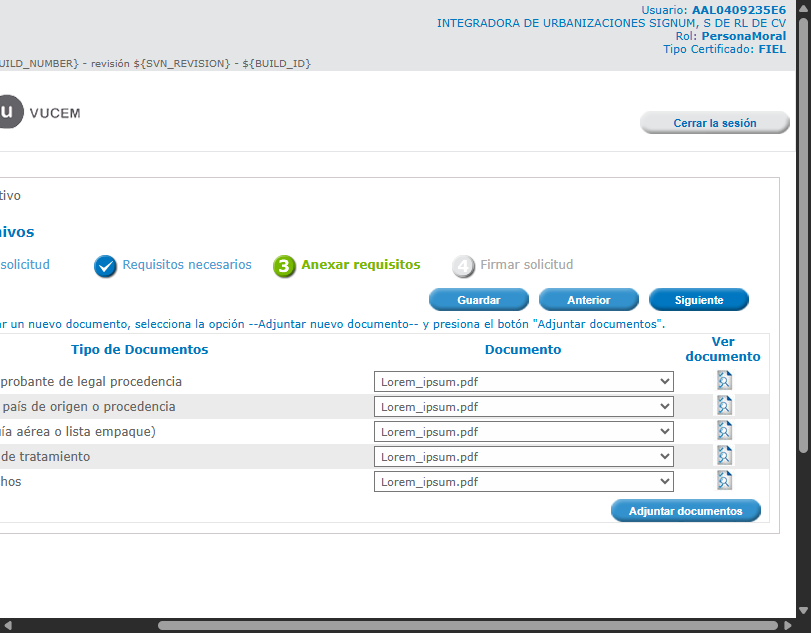 Usuario: AAL0409235E6
INTEGRADORA DE URBANIZACIONES SIGNUM, S DE RL DE CV
Rol: PersonaMoral
Tipo Certificado: FIEL
UILD_NUMBER} - revisión ${SVN_REVISION} - ${BUILD_ID}
u VUCEM
Cerrar la sesión
tivo
ivos
solicitud Requisitos necesarios 3 Anexar requisitos 4 Firmar solicitud
Guardar Anterior Siguiente
ar un nuevo documento, selecciona la opción --Adjuntar nuevo documento-- y presiona el botón "Adjuntar documentos".
Tipo de Documentos Documento Ver documento
probante de legal procedencia Lorem_ipsum.pdf
país de origen o procedencia Lorem_ipsum.pdf
uía aérea o lista empaque) Lorem_ipsum.pdf
de tratamiento Lorem_ipsum.pdf
hos Lorem_ipsum.pdf
Adjuntar documentos